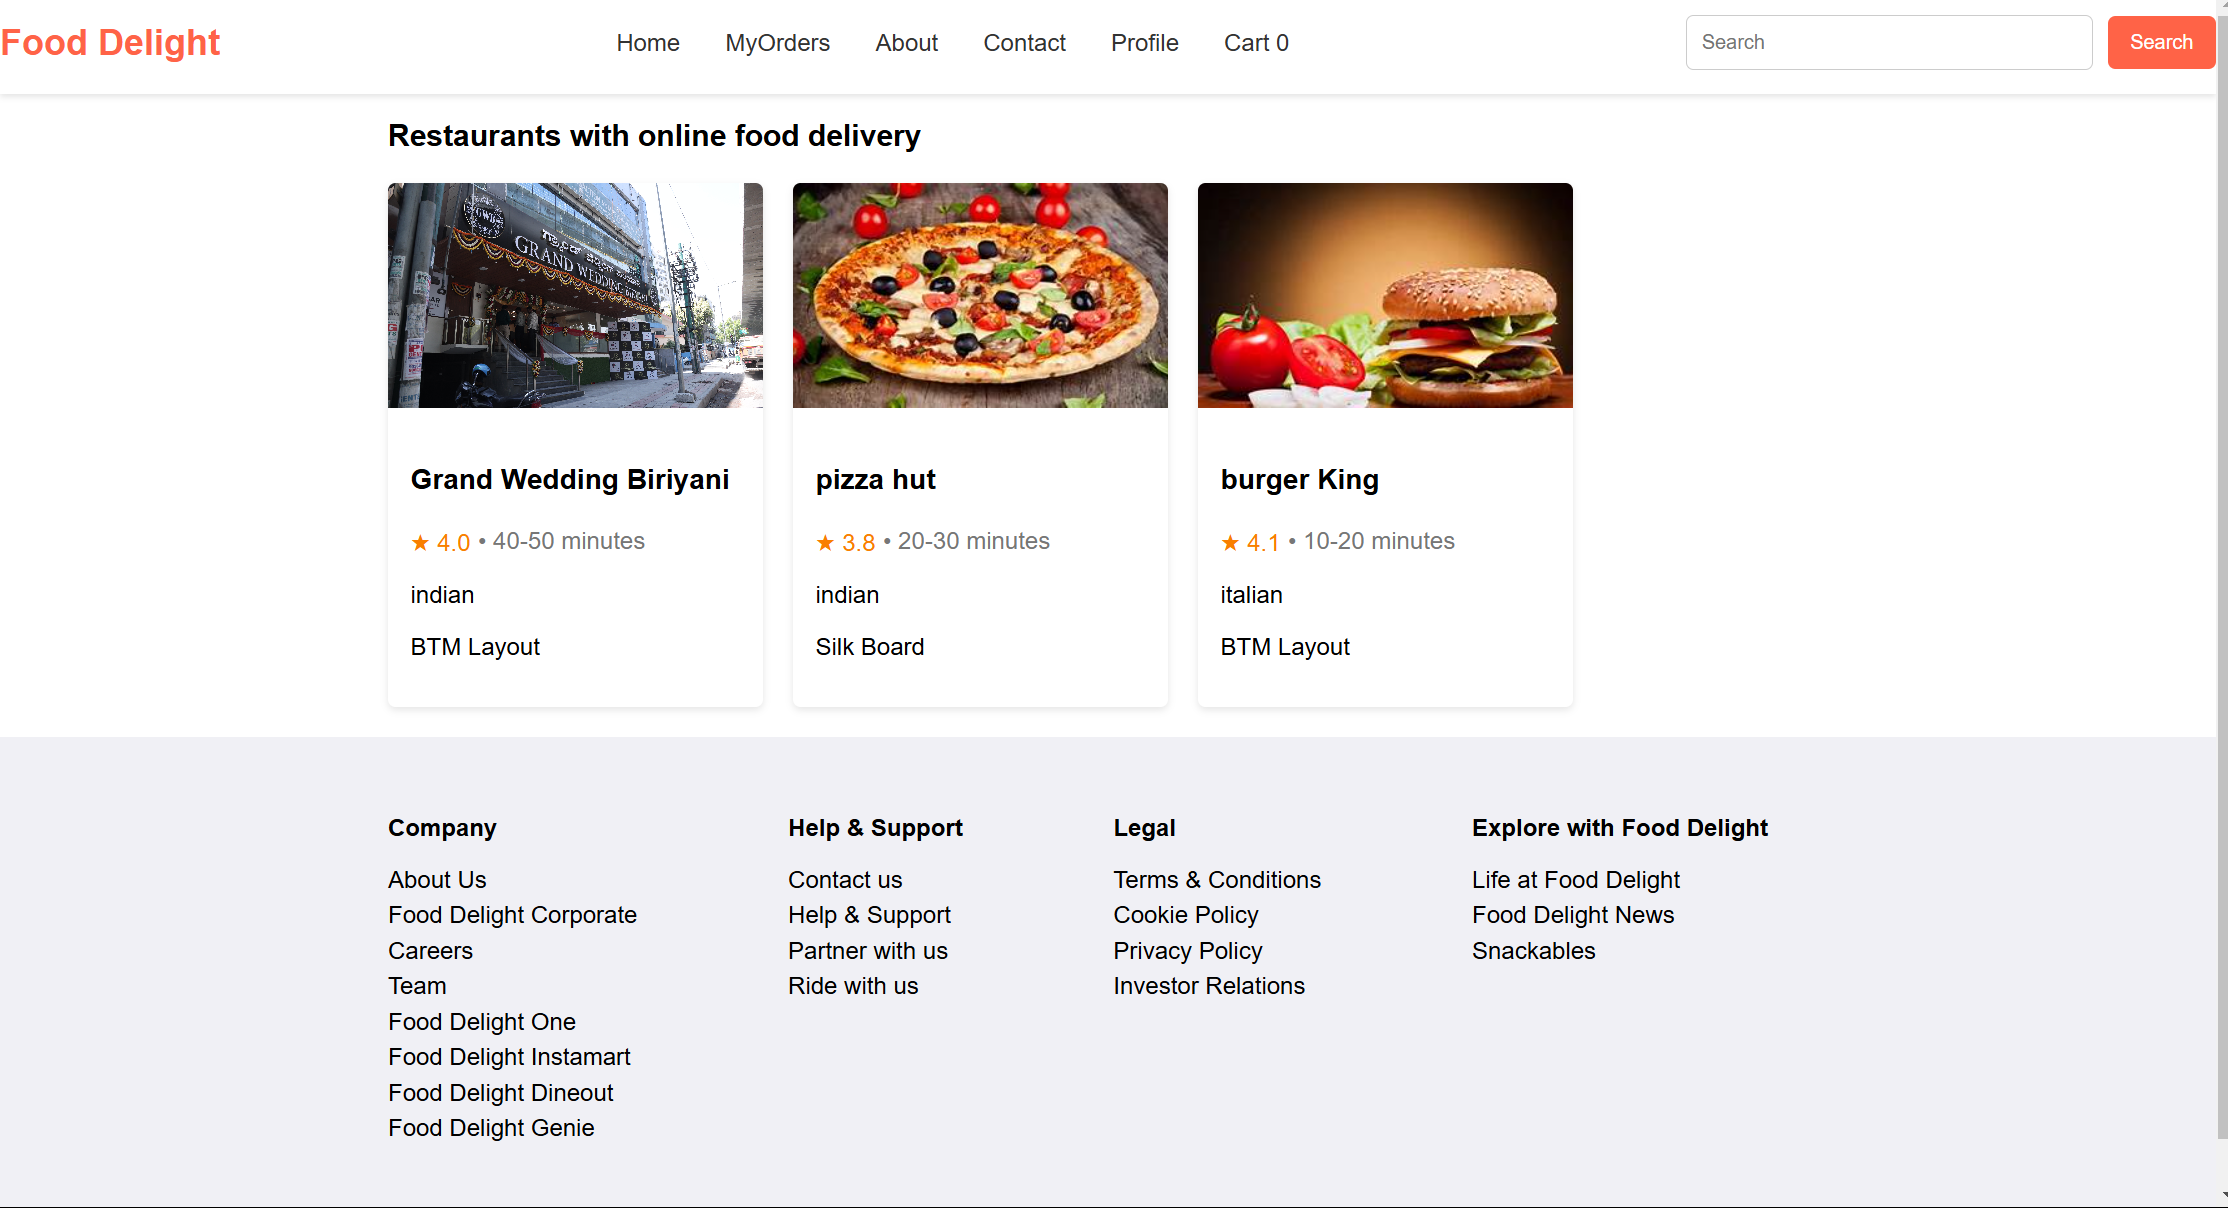 Food Delight
Home MyOrders About Contact Profile Cart 0
Search Search
Restaurants with online food delivery
GWB
GRAND WEDDING BIRIYANI
Grand Wedding Biriyani
★ 4.0 • 40-50 minutes
indian
BTM Layout
pizza hut
★ 3.8 • 20-30 minutes
indian
Silk Board
burger King
★ 4.1 • 10-20 minutes
italian
BTM Layout
Company
About Us
Food Delight Corporate
Careers
Team
Food Delight One
Food Delight Instamart
Food Delight Dineout
Food Delight Genie
Help & Support
Contact us
Help & Support
Partner with us
Ride with us
Legal
Terms & Conditions
Cookie Policy
Privacy Policy
Investor Relations
Explore with Food Delight
Life at Food Delight
Food Delight News
Snackables